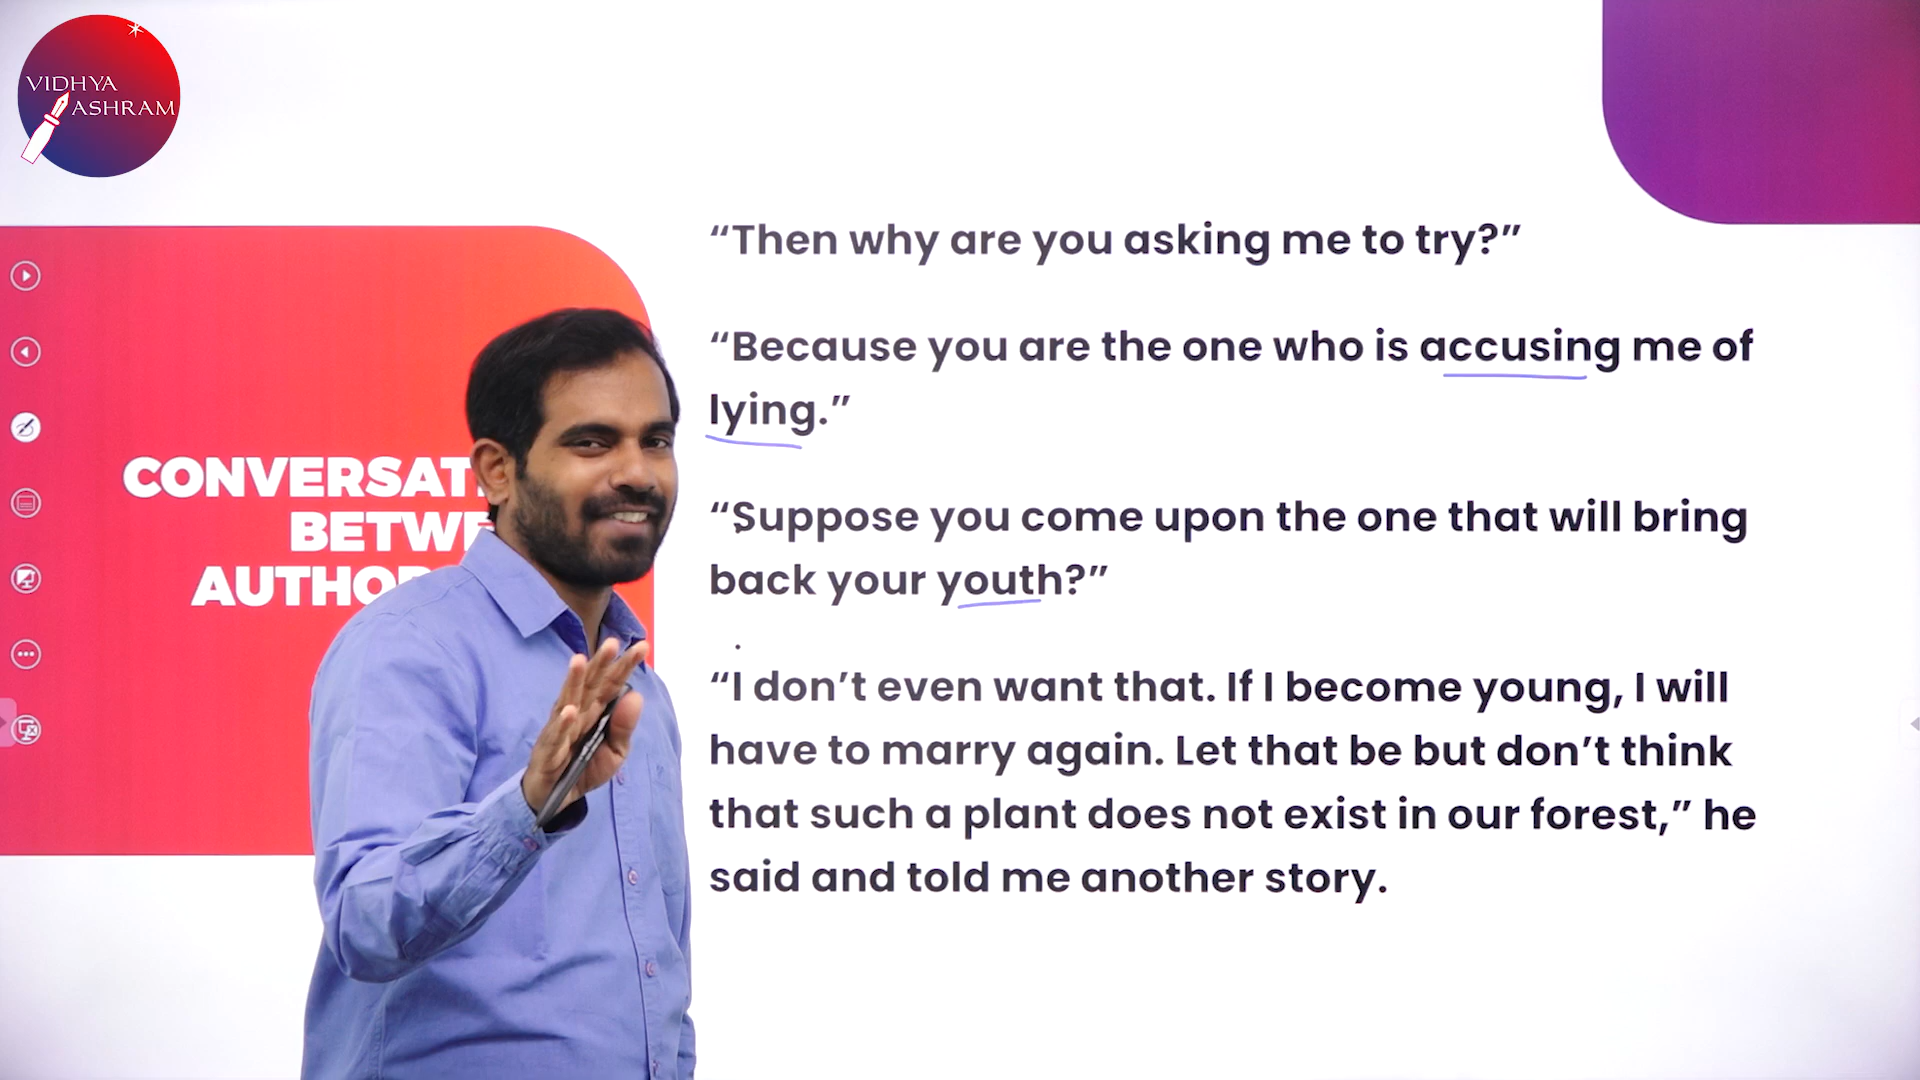 VIDHYA
ASHRAM
“Then why are you asking me to try?”
“Because you are the one who is accusing me of
lying.”
“Suppose you come upon the one that will bring
back your youth?”
“I don’t even want that. If I become young, I will
have to marry again. Let that be but don’t think
that such a plant does not exist in our forest,” he
said and told me another story.